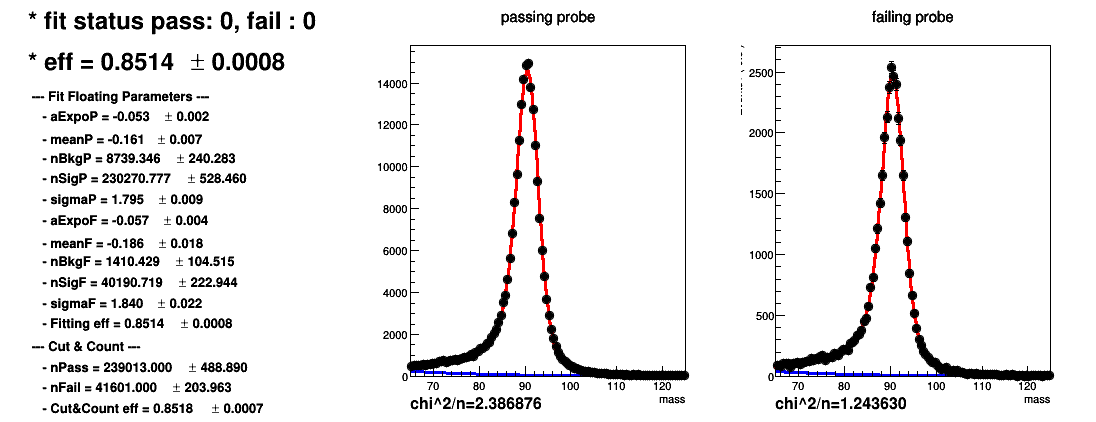 * fit status pass: 0, fail : 0
* eff = 0.8514 ± 0.0008
--- Fit Floating Parameters ---
- aExpoP = -0.053 ± 0.002
- meanP = -0.161 ± 0.007
- nBkgP = 8739.346 ± 240.283
- nSigP = 230270.777 ± 528.460
- sigmaP = 1.795 ± 0.009
- aExpoF = -0.057 ± 0.004
- meanF = -0.186 ± 0.018
- nBkgF = 1410.429 ± 104.515
- nSigF = 40190.719 ± 222.944
- sigmaF = 1.840 ± 0.022
- Fitting eff = 0.8514 ± 0.0008
--- Cut & Count ---
- nPass = 239013.000 ± 488.890
- nFail = 41601.000 ± 203.963
- Cut&Count eff = 0.8518 ± 0.0007
passing probe
14000
12000
10000
8000
6000
4000
2000
0
70 80 90 100 110 120
mass
chi^2/n=2.386876
failing probe
2500
2000
1500
1000
500
0
70 80 90 100 110 120
mass
chi^2/n=1.243630